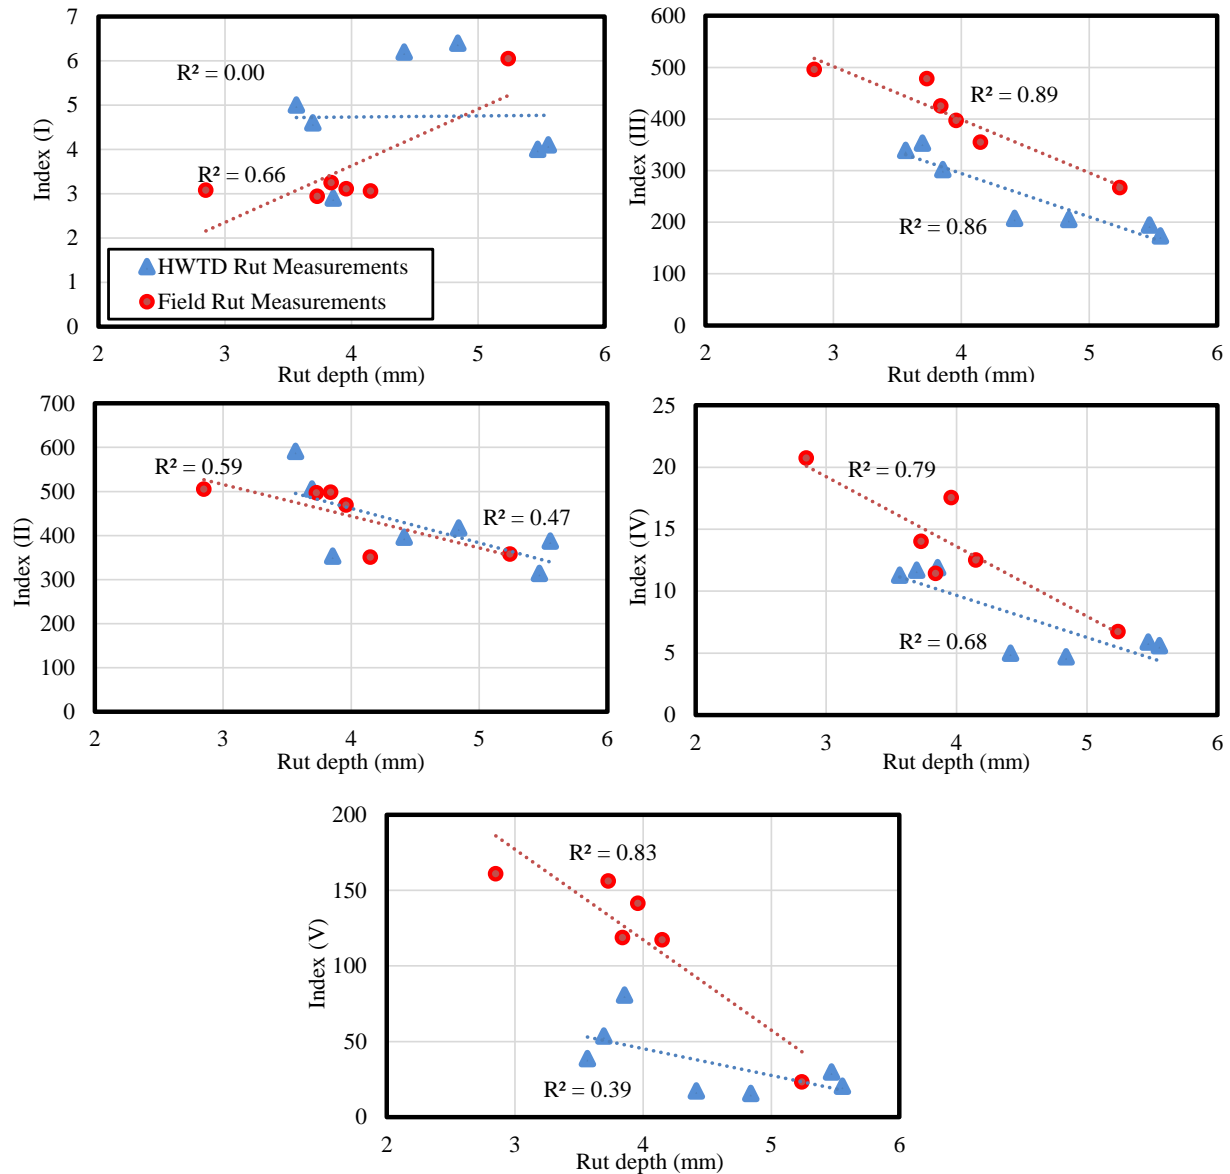 7
6
5
4
3
2
1
0
Index (I)
R² = 0.00
R² = 0.66
HWTD Rut Measurements
Field Rut Measurements
2 3 4 5 6
Rut depth (mm)
600
500
400
300
200
100
0
Index (III)
R² = 0.89
R² = 0.86
2 3 4 5 6
Rut depth (mm)
700
600
500
400
300
200
100
0
Index (II)
R² = 0.59
R² = 0.47
2 3 4 5 6
Rut depth (mm)
25
20
15
10
5
0
Index (IV)
R² = 0.79
R² = 0.68
2 3 4 5 6
Rut depth (mm)
200
150
100
50
0
Index (V)
R² = 0.83
R² = 0.39
2 3 4 5 6
Rut depth (mm)